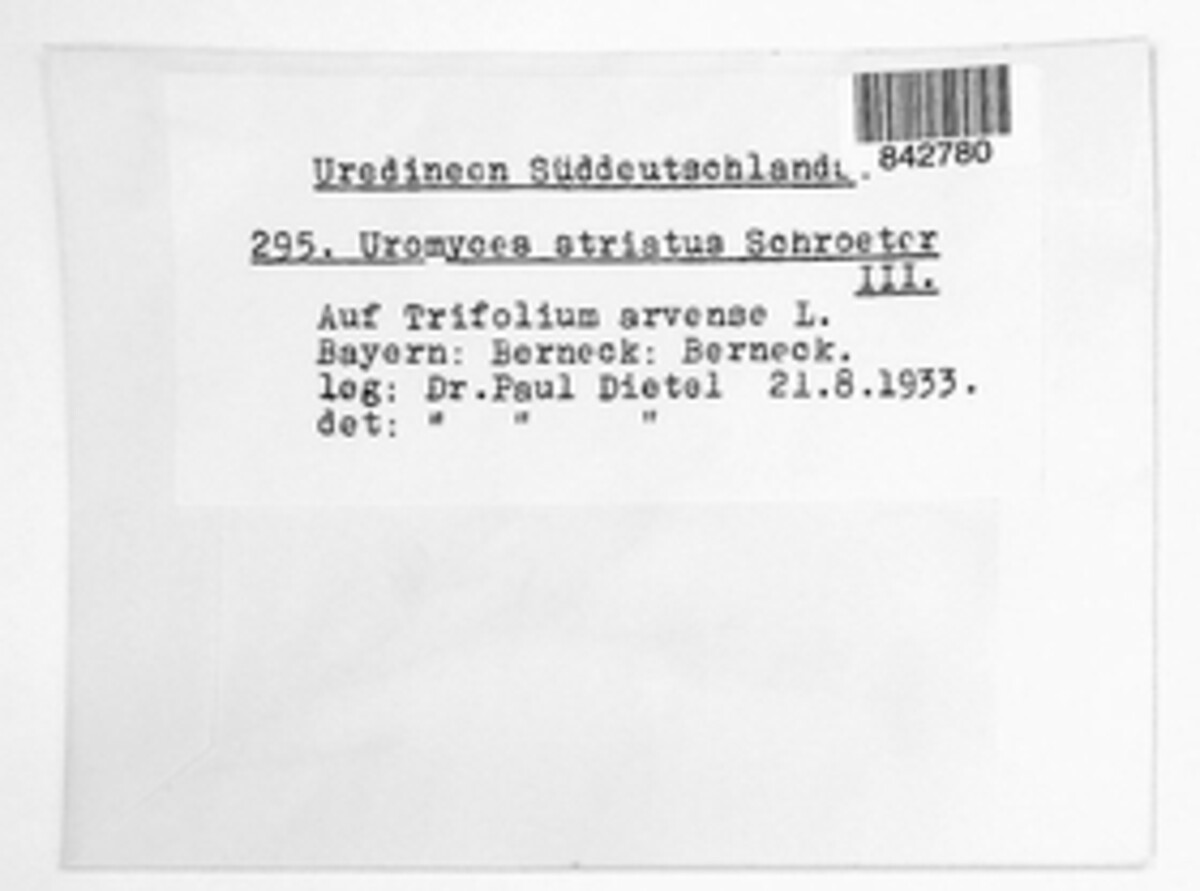 842780
Uredineen Süddeutschlands.
295. Uromyces striatus Schroeter
III.
Auf Trifolium arvense L.
Bayern: Berneck: Berneck.
leg: Dr.Paul Dietel 21.8.1933.
det: " " "